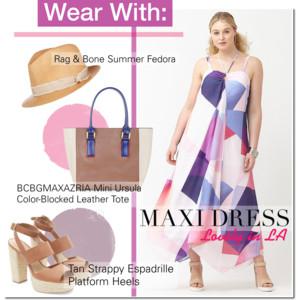 Wear With:
Rag & Bone Summer Fedora
BCBGMAXAZRIA Mini Ursula
Color-Blocked Leather Tote
MAXI DRESS
Lovely in LA
Tan Strappy Espadrille
Platform Heels